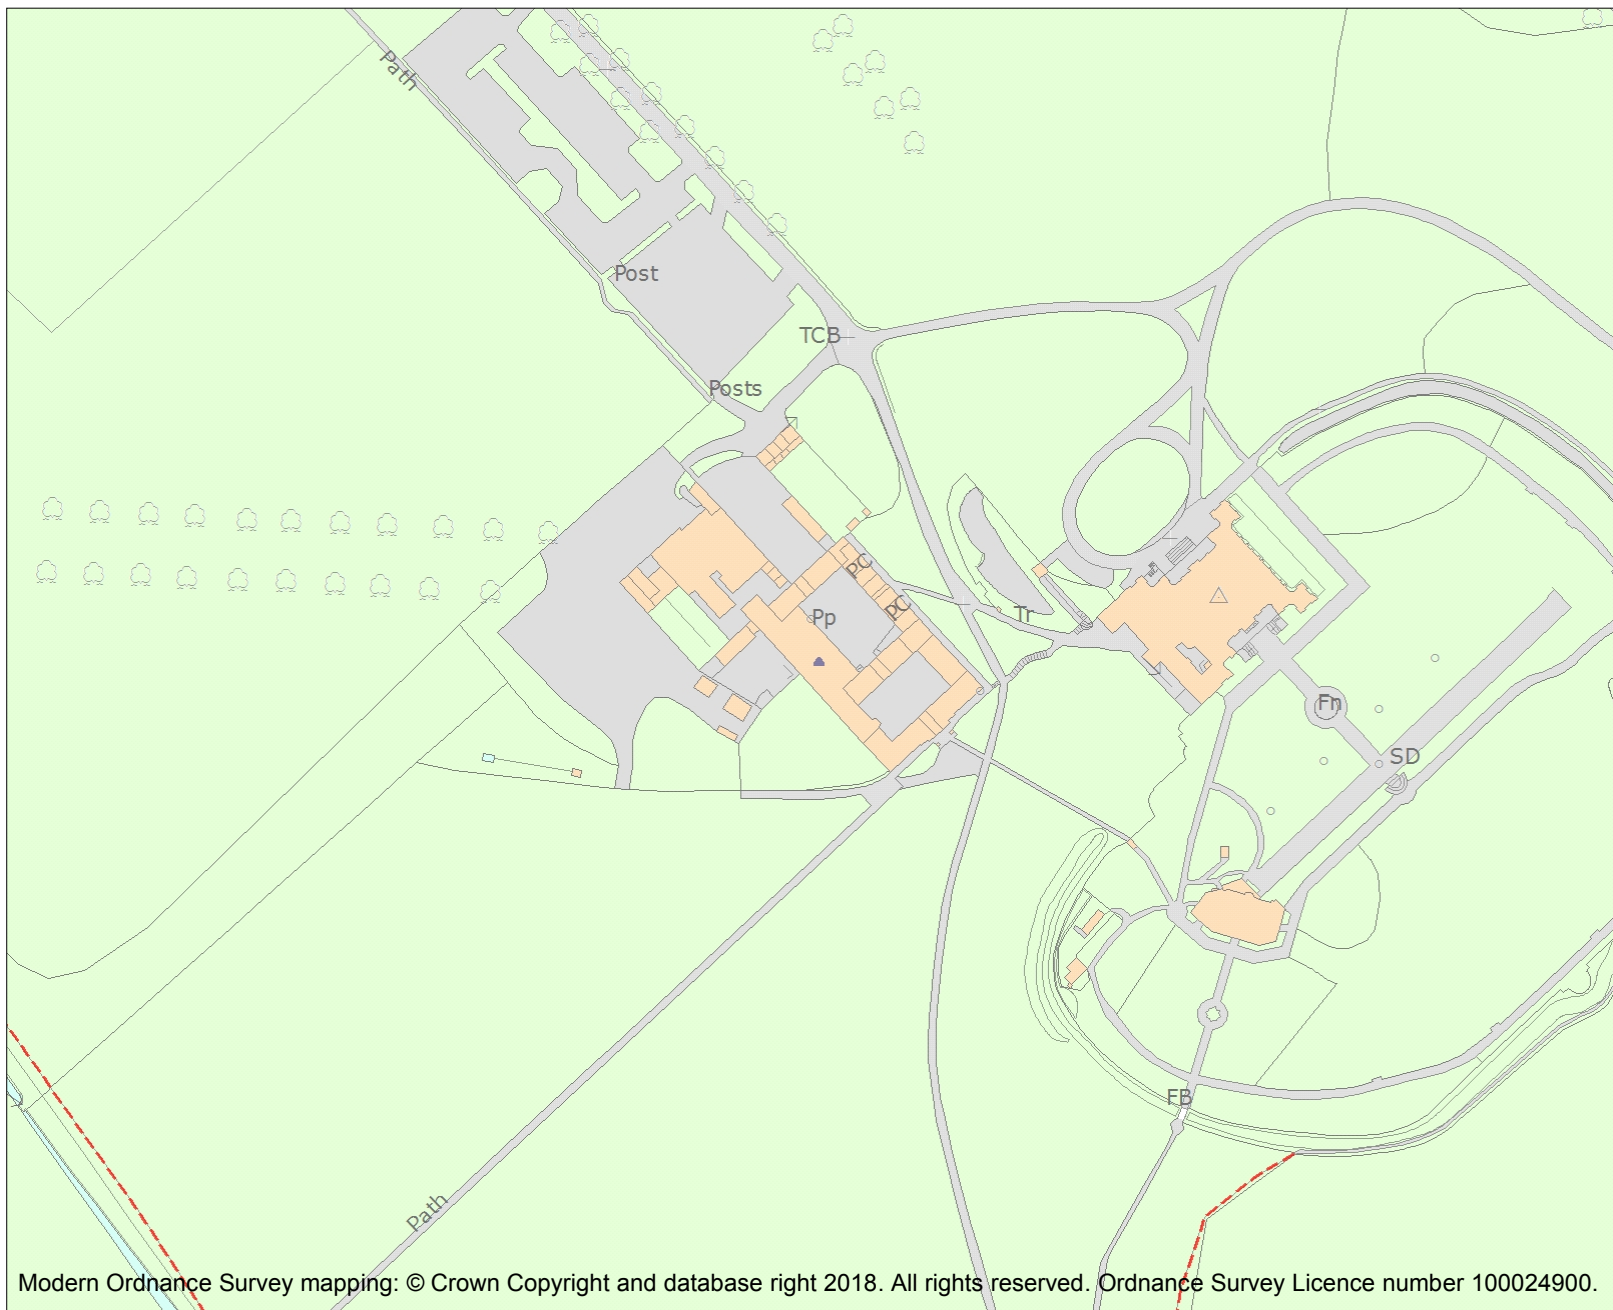 Path
Post
TCB
Posts
PC
PC
Pp
Tr
Fn
SD
FB
Path
Modern Ordnance Survey mapping: © Crown Copyright and database right 2018. All rights reserved. Ordnance Survey Licence number 100024900.